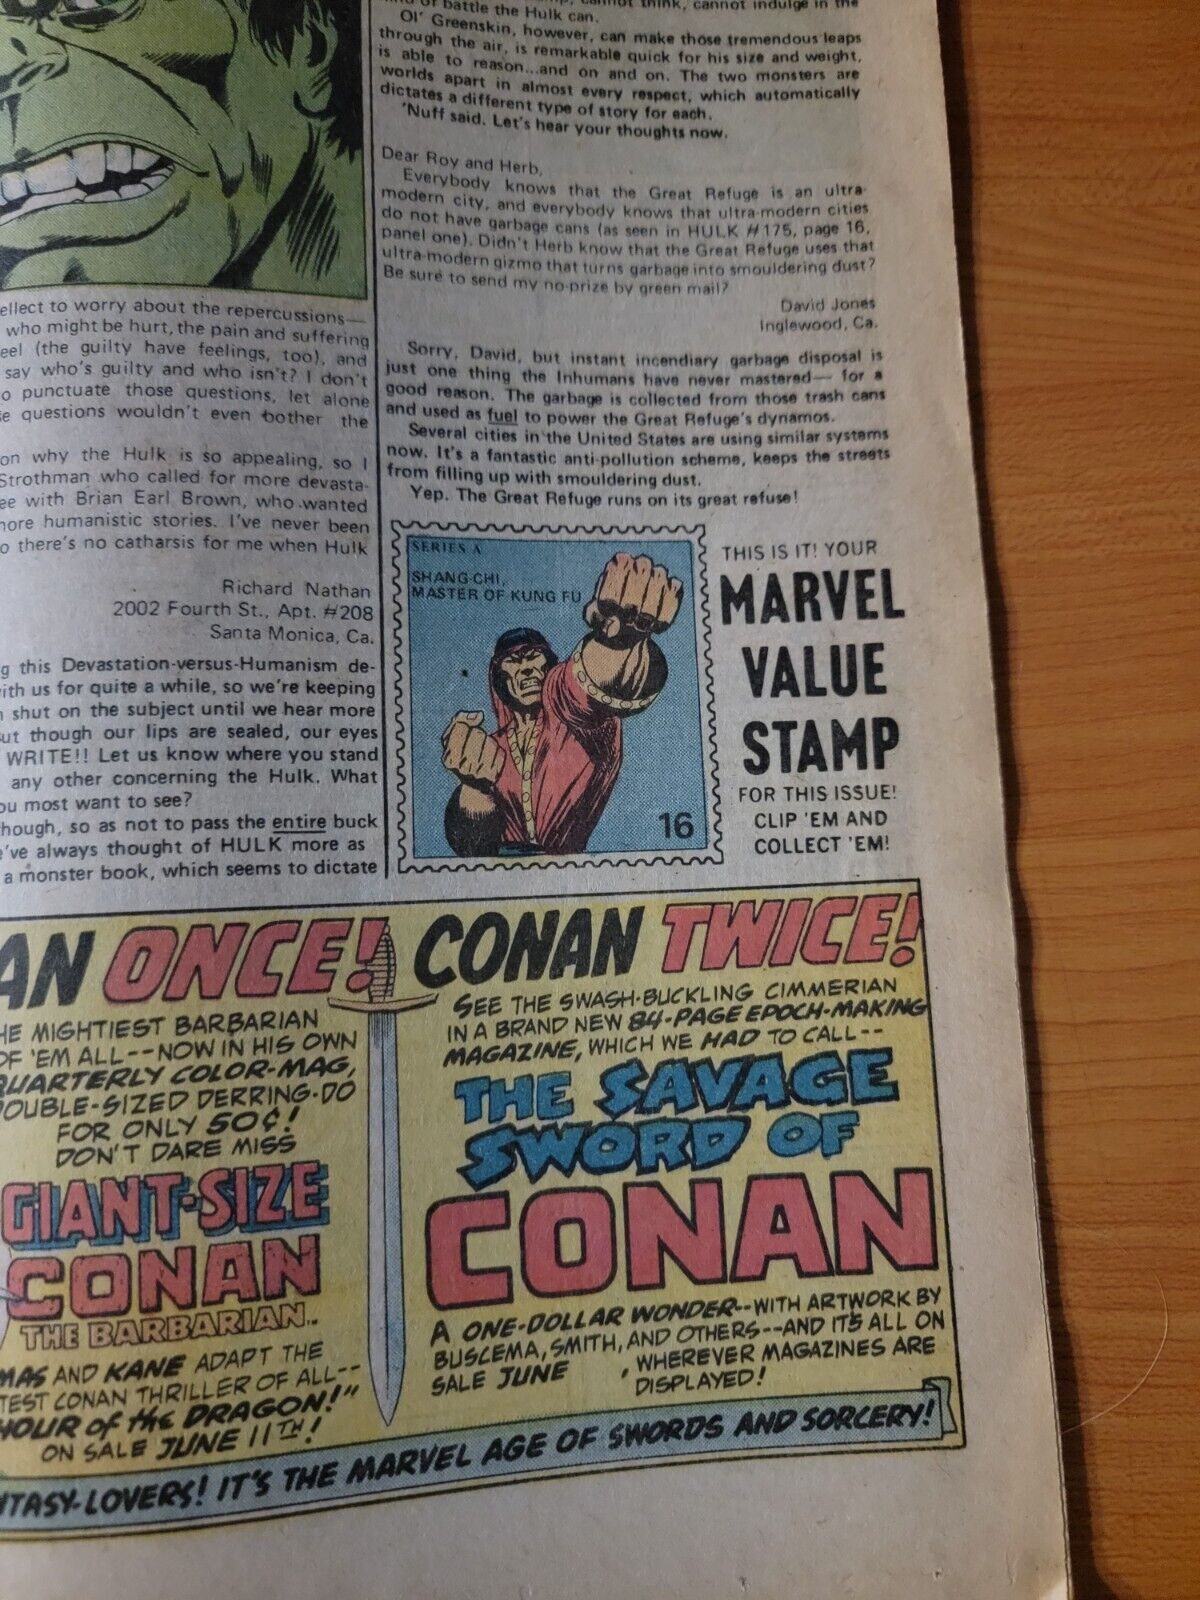 ellect to worry about the repercussions—
who might be hurt, the pain and suffering
eel (the guilty have feelings, too), and
say who's guilty and who isn't? I don't
o punctuate those questions, let alone
e questions wouldn't even bother the
on why the Hulk is so appealing, so I
Strothman who called for more devasta-
ee with Brian Earl Brown, who wanted
more humanistic stories. I've never been
o there's no catharsis for me when Hulk
Richard Nathan
2002 Fourth St., Apt. #208
Santa Monica, Ca.
g this Devastation-versus-Humanism de-
with us for quite a while, so we're keeping
n shut on the subject until we hear more
ut though our lips are sealed, our eyes
WRITE!! Let us know where you stand
any other concerning the Hulk. What
ou most want to see?
though, so as not to pass the entire buck
e've always thought of HULK more as
a monster book, which seems to dictate
cannot think, cannot indulge in the
kind of battle the Hulk can.
Ol' Greenskin, however, can make those tremendous leaps
through the air, is remarkable quick for his size and weight,
is able to reason...and on and on. The two monsters are
worlds apart in almost every respect, which automatically
dictates a different type of story for each.
'Nuff said. Let's hear your thoughts now.
Dear Roy and Herb,
Everybody knows that the Great Refuge is an ultra-
modern city, and everybody knows that ultra-modern cities
do not have garbage cans (as seen in HULK #175, page 16,
panel one). Didn't Herb know that the Great Refuge uses that
ultra-modern gizmo that turns garbage into smouldering dust?
Be sure to send my no-prize by green mail?
David Jones
Inglewood, Ca.
Sorry, David, but instant incendiary garbage disposal is
just one thing the Inhumans have never mastered— for a
good reason. The garbage is collected from those trash cans
and used as fuel to power the Great Refuge's dynamos.
Several cities in the United States are using similar systems
now. It's a fantastic anti-pollution scheme, keeps the streets
from filling up with smouldering dust.
Yep. The Great Refuge runs on its great refuse!
SERIES A
SHANG-CHI,
MASTER OF KUNG FU
16
THIS IS IT! YOUR
MARVEL
VALUE
STAMP
FOR THIS ISSUE!
CLIP 'EM AND
COLLECT 'EM!
AN ONCE!
HE MIGHTIEST BARBARIAN
OF 'EM ALL--NOW IN HIS OWN
QUARTERLY COLOR-MAG,
DOUBLE-SIZED DERRING-DO
FOR ONLY 50¢!
DON'T DARE MISS
GIANT-SIZE
CONAN
THE BARBARIAN..
MAS AND KANE ADAPT THE
TEST CONAN THRILLER OF ALL--
HOUR of the DRAGON!"
ON SALE JUNE 11TH!
CONAN TWICE!
SEE THE SWASH-BUCKLING CIMMERIAN
IN A BRAND NEW 84-PAGE EPOCH-MAKING
MAGAZINE, WHICH WE HAD TO CALL--
THE SAVAGE
SWORD OF
CONAN
A ONE-DOLLAR WONDER--WITH ARTWORK BY
BUSCEMA, SMITH, AND OTHERS--AND IT'S ALL ON
SALE JUNE , WHEREVER MAGAZINES ARE
DISPLAYED!
NTASY-LOVERS! IT'S THE MARVEL AGE OF SWORDS AND SORCERY!